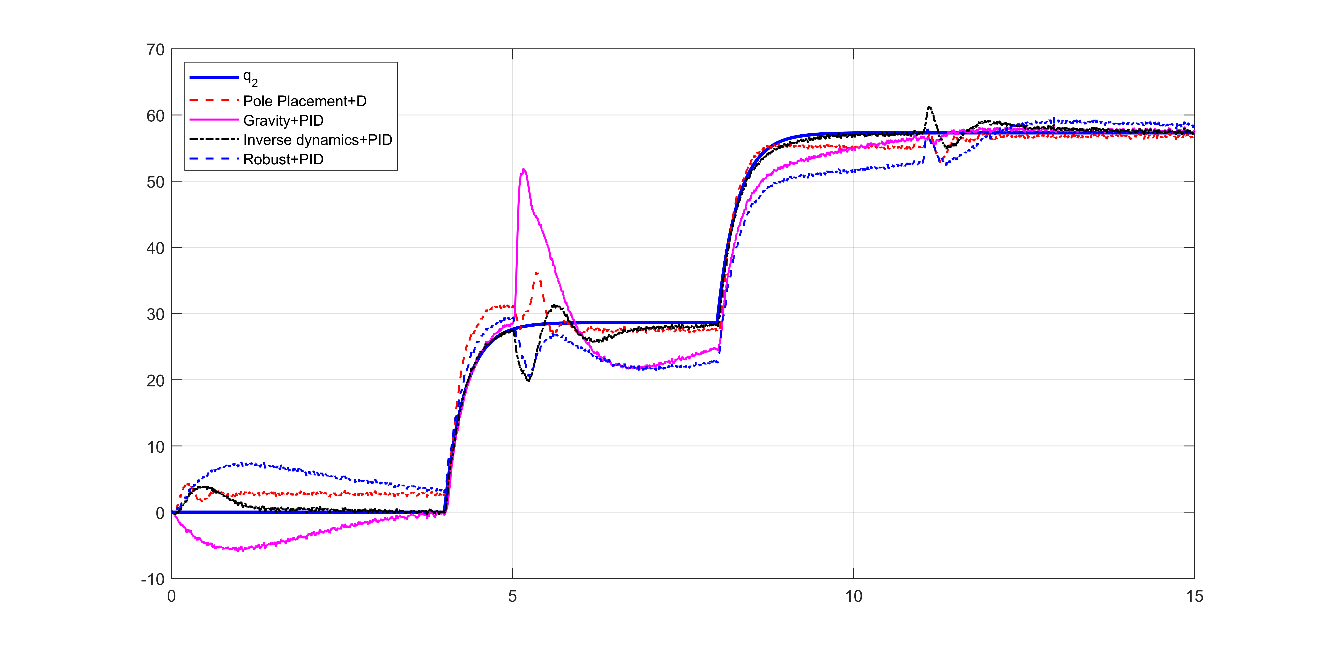 70
60
50
40
30
20
10
0
-10
q2
Pole Placement+D
Gravity+PID
Inverse dynamics+PID
Robust+PID
0 5 10 15